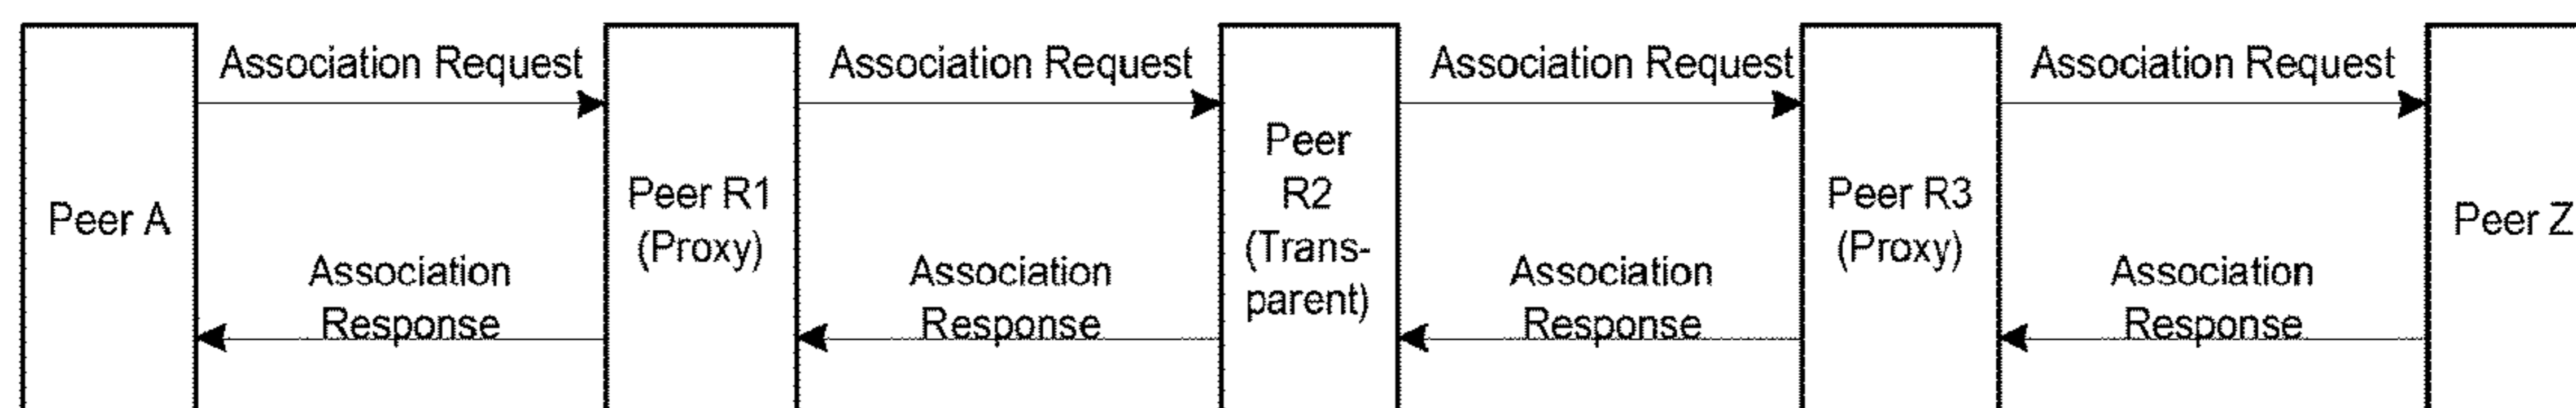 Association Request
Association Request
Association Request
Association Request
Peer A
Peer R1
(Proxy)
Peer
R2
(Trans-
parent)
Peer R3
(Proxy)
Peer Z
Association
Response
Association
Response
Association
Response
Association
Response